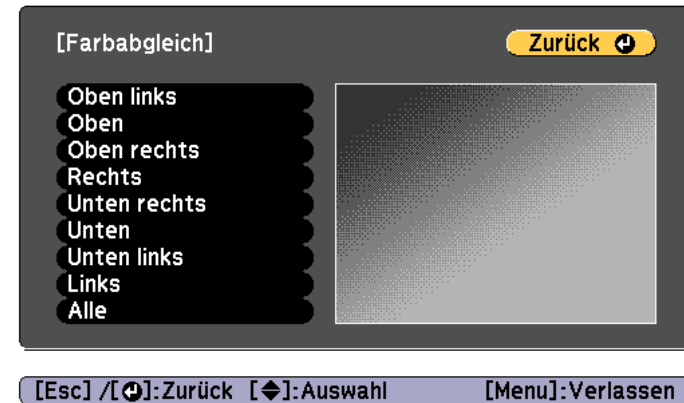 [Farbabgleich]
Zurück
Oben links
Oben
Oben rechts
Rechts
Unten rechts
Unten
Unten links
Links
Alle
[Esc] /[⏎]:Zurück [◆]:Auswahl [Menu]:Verlassen